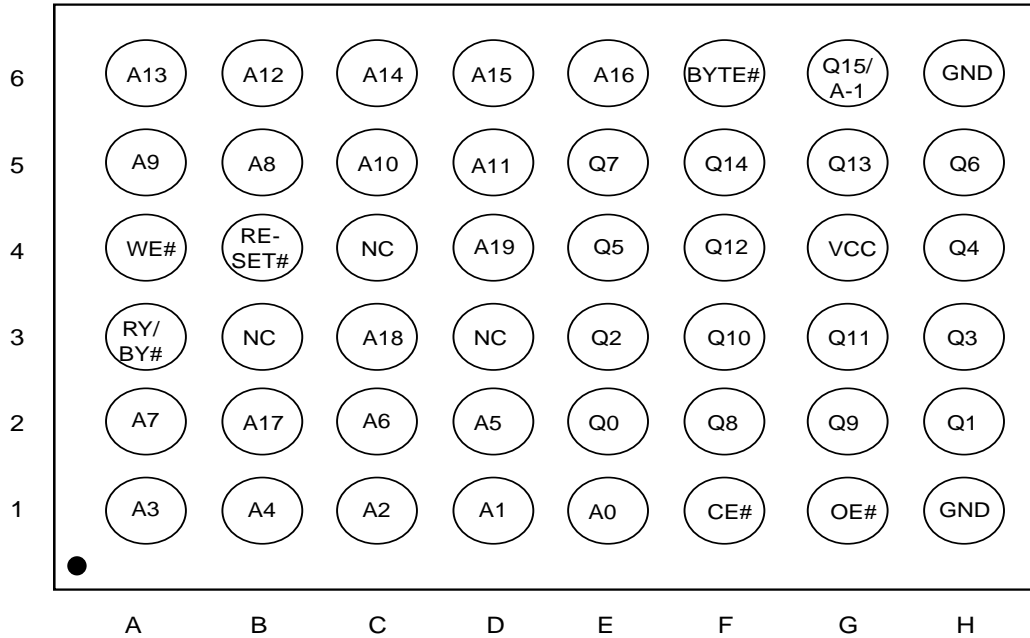 6 A13 A12 A14 A15 A16 BYTE# Q15/ A-1 GND
5 A9 A8 A10 A11 Q7 Q14 Q13 Q6
4 WE# RE- SET# NC A19 Q5 Q12 VCC Q4
3 RY/ BY# NC A18 NC Q2 Q10 Q11 Q3
2 A7 A17 A6 A5 Q0 Q8 Q9 Q1
1 A3 A4 A2 A1 A0 CE# OE# GND
A B C D E F G H